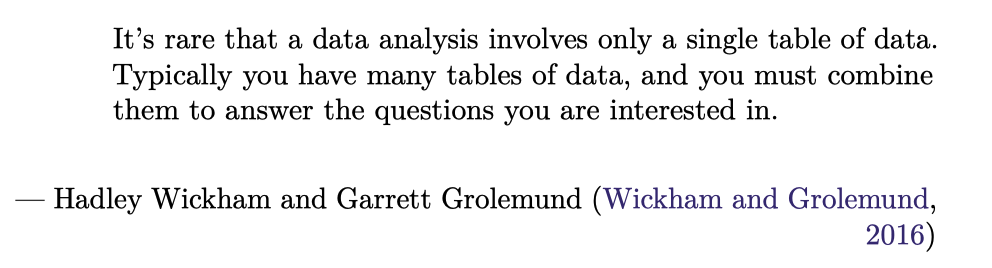 It’s rare that a data analysis involves only a single table of data.
Typically you have many tables of data, and you must combine
them to answer the questions you are interested in.
— Hadley Wickham and Garrett Grolemund (Wickham and Grolemund,
2016)